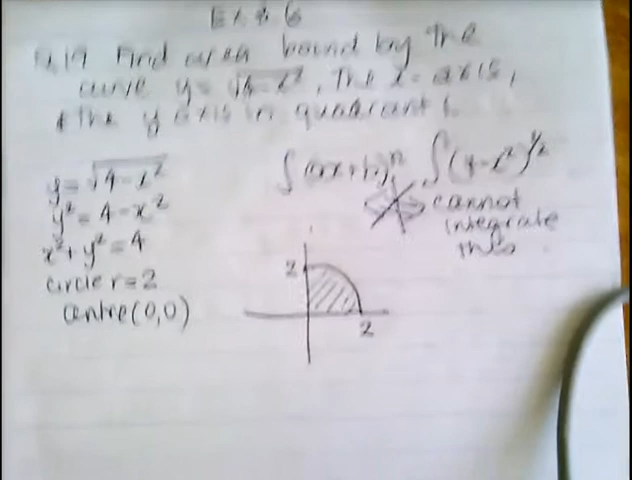 Find area bound by the
curve y = √4-x², the x-axis,
& the y axis in quadrant 1.
y = √4-x²
y² = 4-x²
x²+y² = 4
circle r=2
centre(0,0)
∫(ax+b)ⁿ ∫(4-x²)^½
cannot
integrate
this
2
2